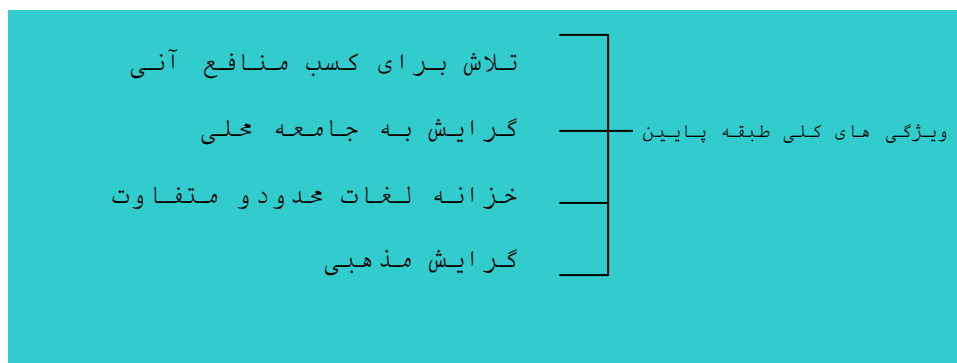 ویژگی های کلی طبقه پایین
تلاش برای کسب منافع آنی
گرایش به جامعه محلی
خزانه لغات محدودو متفاوت
گرایش مذهبی